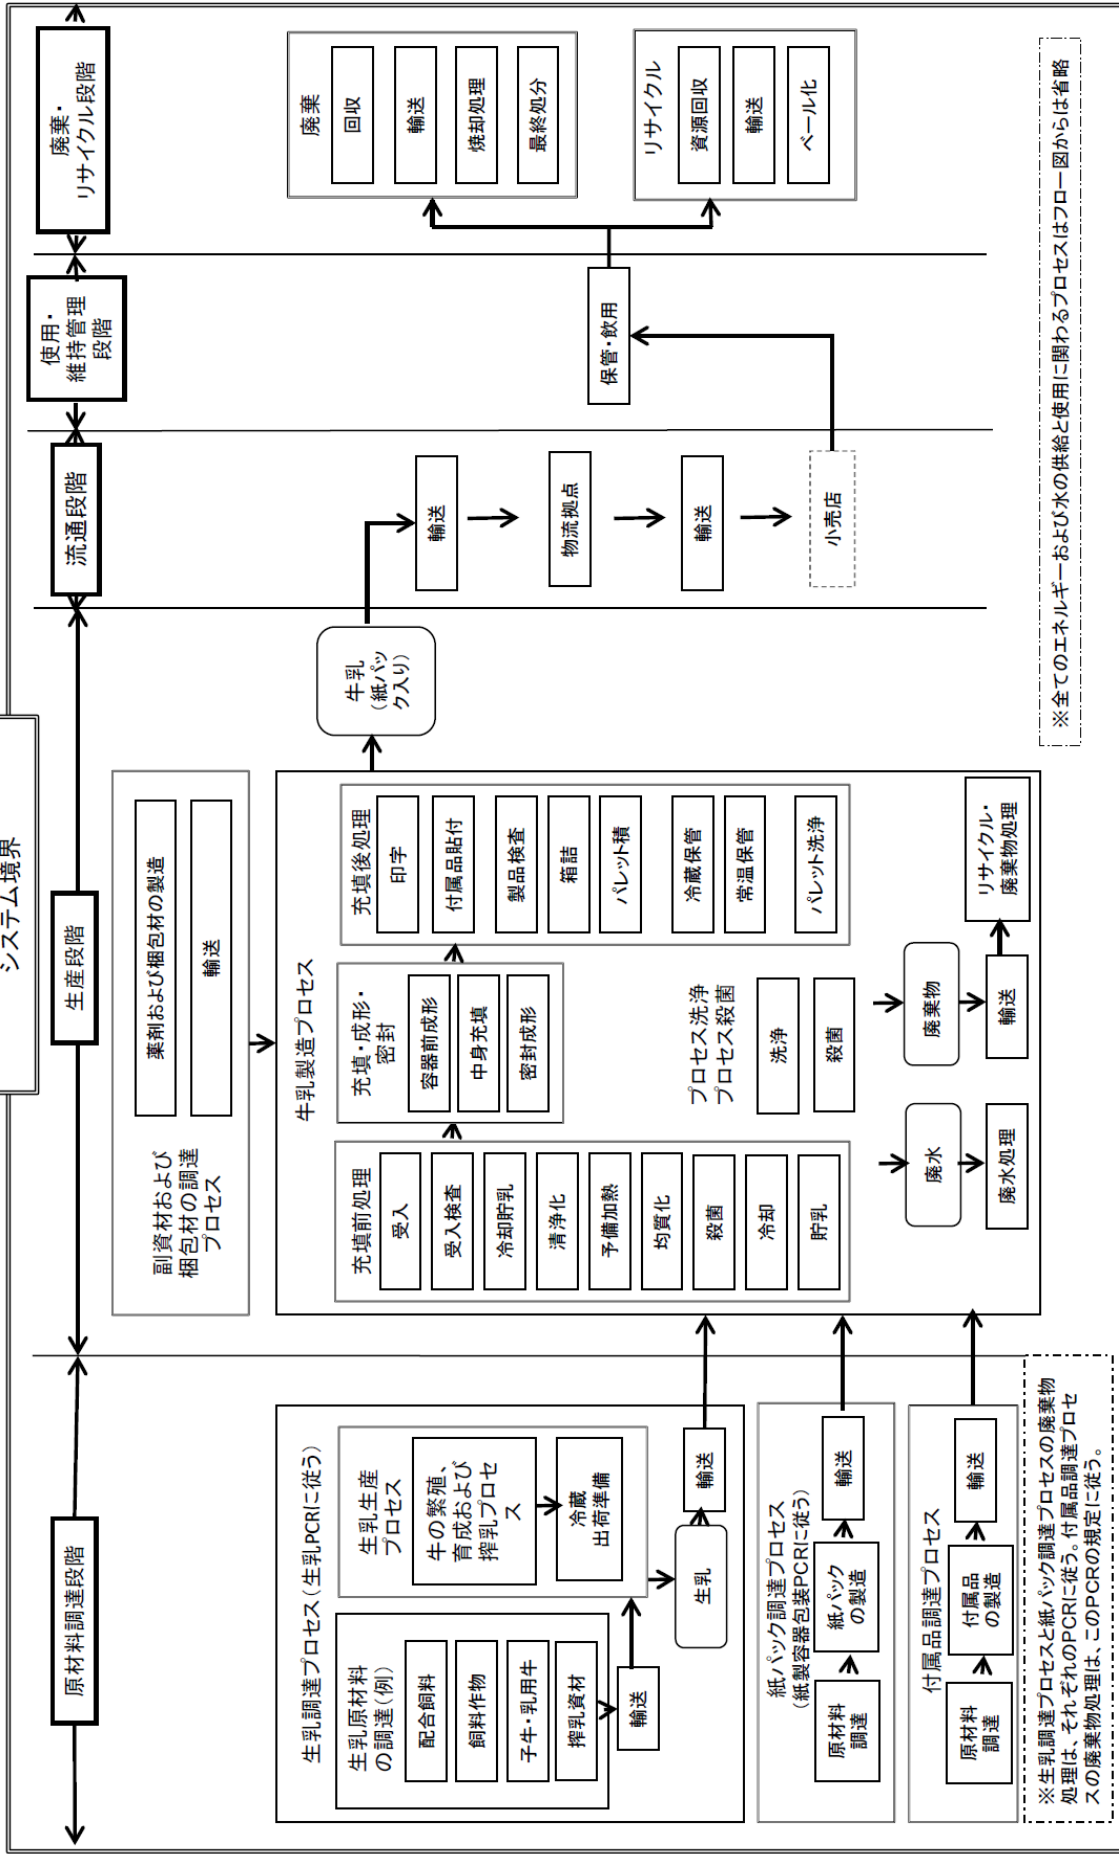 システム境界
原材料調達段階
生産段階
流通段階
使用・
維持管理
段階
廃棄・
リサイクル段階
生乳調達プロセス(生乳PCRに従う)
生乳原材料
の調達(例)
配合飼料
飼料作物
子牛・乳用牛
搾乳資材
輸送
生乳生産
プロセス
牛の繁殖、
育成および
搾乳プロセ
ス
冷蔵
出荷準備
生乳
輸送
紙パック調達プロセス
(紙製容器包装PCRに従う)
原材料
調達
紙パック
の製造
輸送
付属品調達プロセス
原材料
調達
付属品
の製造
輸送
※生乳調達プロセスと紙パック調達プロセスの廃棄物
処理は、それぞれのPCRに従う。付属品調達プロセ
スの廃棄物処理は、このPCRの規定に従う。
副資材および
梱包材の調達
プロセス
薬剤および梱包材の製造
輸送
牛乳製造プロセス
充填前処理
受入
受入検査
冷却貯乳
清浄化
予備加熱
均質化
殺菌
冷却
貯乳
充填・成形・
密封
容器前成形
中身充填
密封成形
充填後処理
印字
付属品貼付
製品検査
箱詰
パレット積
冷蔵保管
常温保管
パレット洗浄
プロセス洗浄
プロセス殺菌
洗浄
殺菌
廃水
廃水処理
廃棄物
輸送
リサイクル・
廃棄物処理
牛乳
(紙パッ
ク入り)
輸送
物流拠点
輸送
小売店
保管・飲用
廃棄
回収
輸送
焼却処理
最終処分
リサイクル
資源回収
輸送
ベール化
※全てのエネルギーおよび水の供給と使用に関わるプロセスはフロー図からは省略